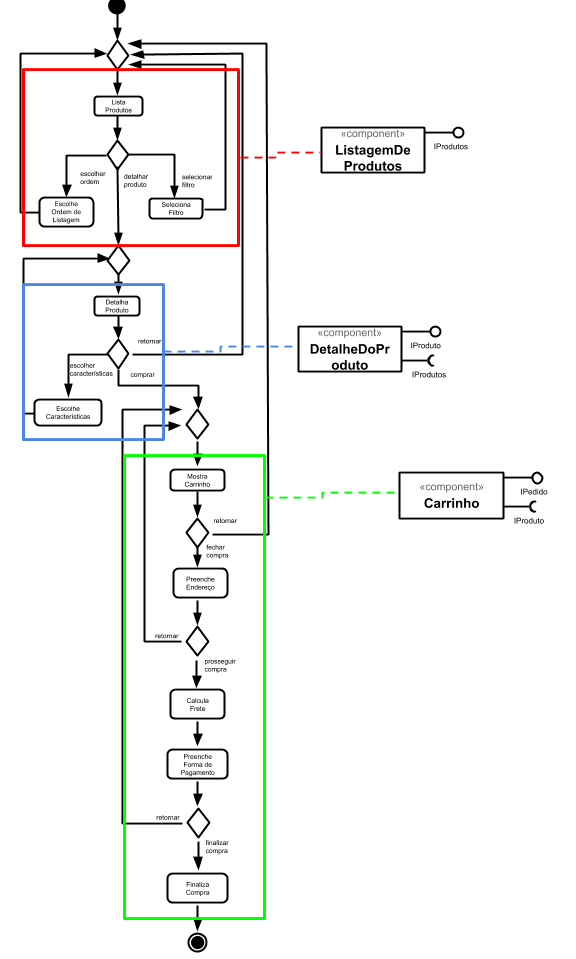 Lista
Produtos
escolher
ordem
detalhar
produto
selecionar
filtro
Escolhe
Ordem de
Listagem
Seleciona
Filtro
«component»
ListagemDe
Produtos
IProdutos
Detalha
Produto
retornar
escolher
características
comprar
Escolhe
Características
«component»
DetalheDoPr
oduto
IProduto
IProdutos
Mostra
Carrinho
retornar
fechar
compra
«component»
Carrinho
IPedido
IProduto
Preenche
Endereço
retornar
prosseguir
compra
Calcula
Frete
Preenche
Forma de
Pagamento
retornar
finalizar
compra
Finaliza
Compra